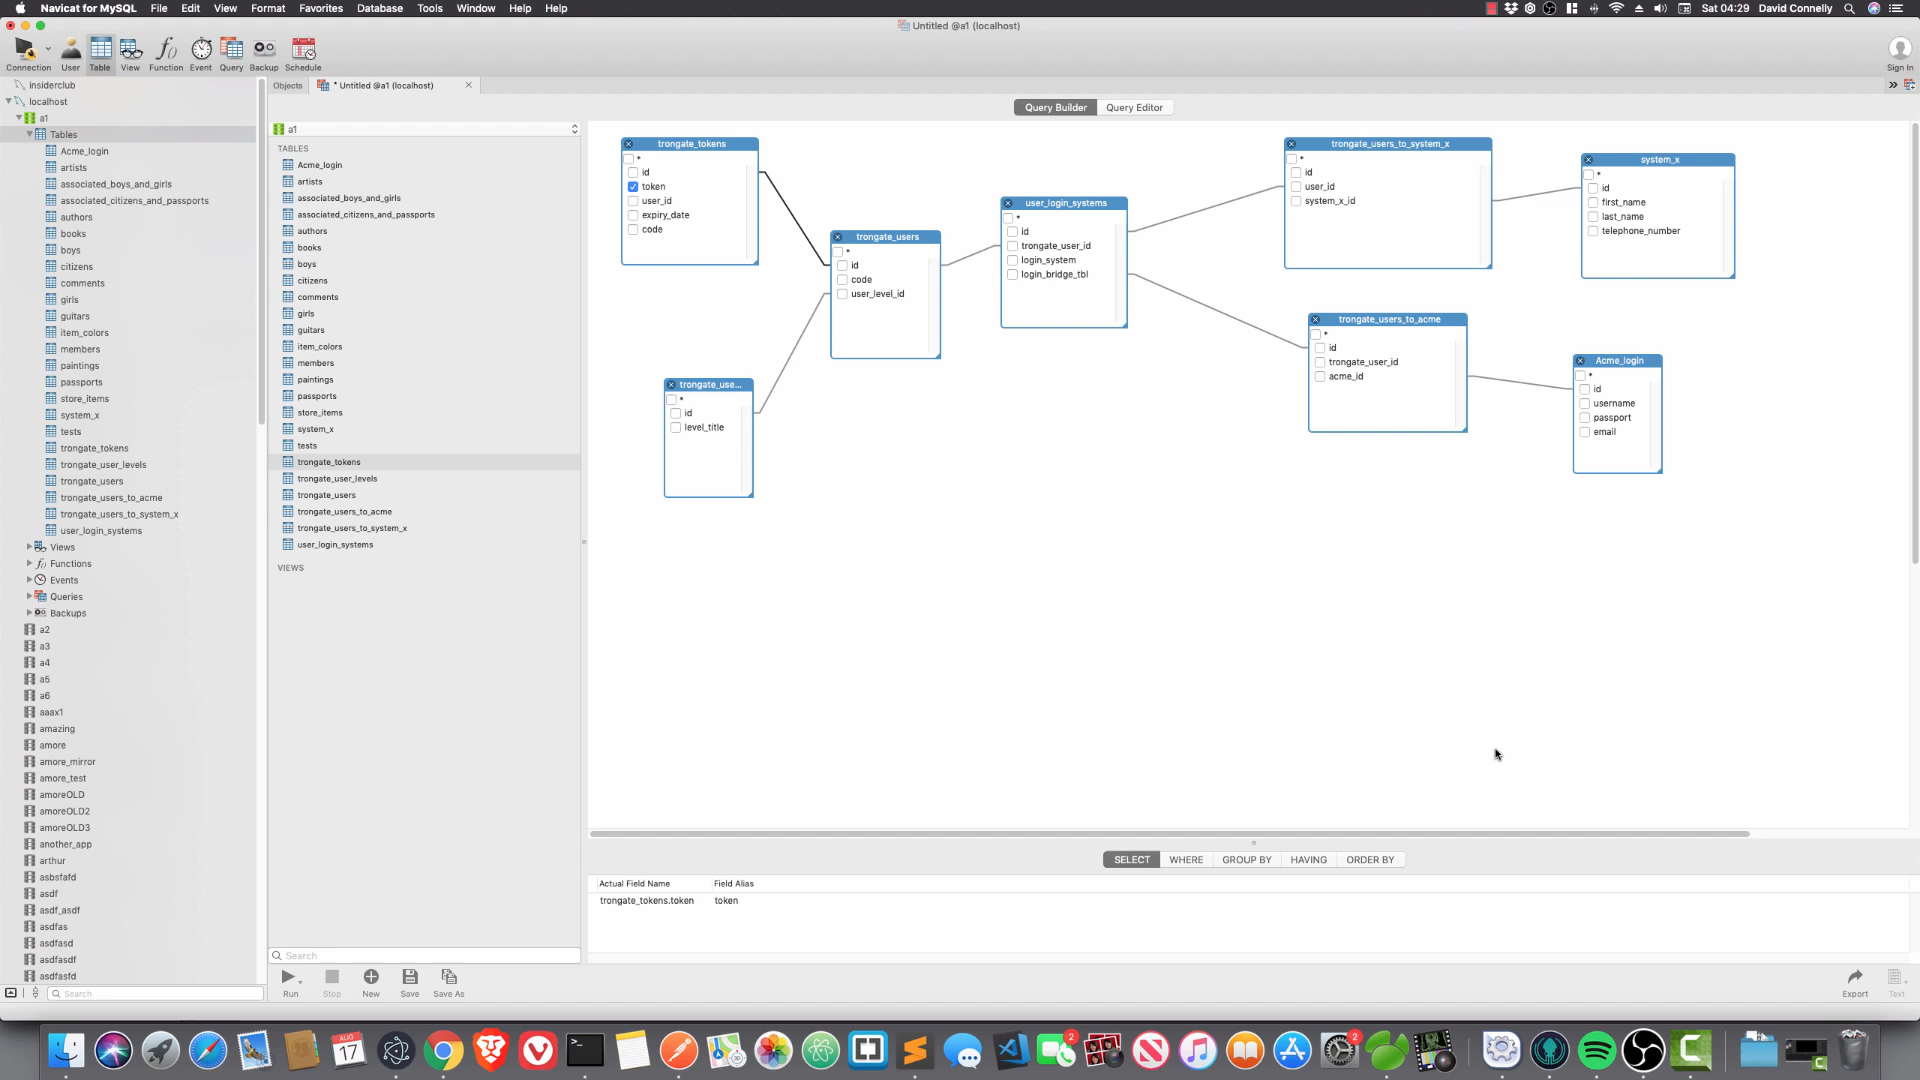 Navicat for MySQL File Edit View Format Favorites Database Tools Window Help Help
Sat 04:29 David Connelly
Untitled @a1 (localhost)
Connection User Table View Function Event Query Backup Schedule
Sign In
Objects
* Untitled @a1 (localhost)
Query Builder Query Editor
insiderclub
localhost
a1
Tables
Acme_login
artists
associated_boys_and_girls
associated_citizens_and_passports
authors
books
boys
citizens
comments
girls
guitars
item_colors
members
paintings
passports
store_items
system_x
tests
trongate_tokens
trongate_user_levels
trongate_users
trongate_users_to_acme
trongate_users_to_system_x
user_login_systems
Views
Functions
Events
Queries
Backups
a2
a3
a4
a5
a6
aaax1
amazing
amore
amore_mirror
amore_test
amoreOLD
amoreOLD2
amoreOLD3
another_app
arthur
asbsfafd
asdf
asdf_asdf
asdfas
asdfasd
asdfasdf
asdfasfd
Search
a1
TABLES
Acme_login
artists
associated_boys_and_girls
associated_citizens_and_passports
authors
books
boys
citizens
comments
girls
guitars
item_colors
members
paintings
passports
store_items
system_x
tests
trongate_tokens
trongate_user_levels
trongate_users
trongate_users_to_acme
trongate_users_to_system_x
user_login_systems
VIEWS
Search
trongate_tokens
*
id
token
user_id
expiry_date
code
trongate_users
*
id
code
user_level_id
trongate_use...
*
id
level_title
user_login_systems
*
id
trongate_user_id
login_system
login_bridge_tbl
trongate_users_to_system_x
*
id
user_id
system_x_id
system_x
*
id
first_name
last_name
telephone_number
trongate_users_to_acme
*
id
trongate_user_id
acme_id
Acme_login
*
id
username
passport
email
SELECT WHERE GROUP BY HAVING ORDER BY
Actual Field Name Field Alias
trongate_tokens.token token
Run Stop New Save Save As
Export Text
AUG
17
2
2